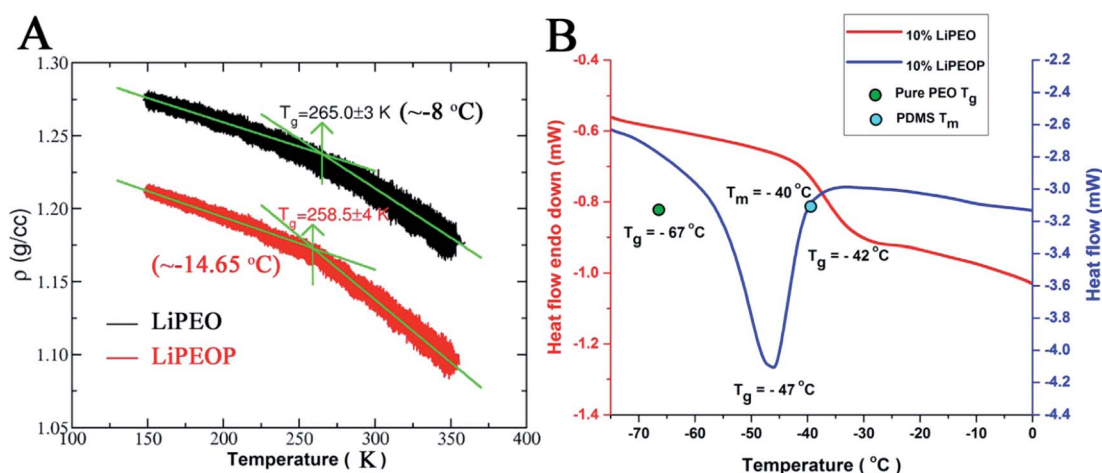 A
1.30
1.25
1.20
1.15
1.10
1.05
ρ (g/cc)
Tg=265.0±3 K (~-8 °C)
Tg=258.5±4 K
(~-14.65 °C)
LiPEO
LiPEOP
100 150 200 250 300 350 400
Temperature ( K)
B
10% LiPEO
10% LiPEOP
Pure PEO Tg
PDMS Tm
-0.4
-0.6
-0.8
-1.0
-1.2
-1.4
Heat flow endo down (mW)
Tm = - 40 °C
Tg = - 67 °C
Tg = - 42 °C
Tg = - 47 °C
-2.2
-2.4
-2.6
-2.8
-3.0
-3.2
-3.4
-3.6
-3.8
-4.0
-4.2
-4.4
Heat flow (mW)
-70 -60 -50 -40 -30 -20 -10 0
Temperature ( °C)